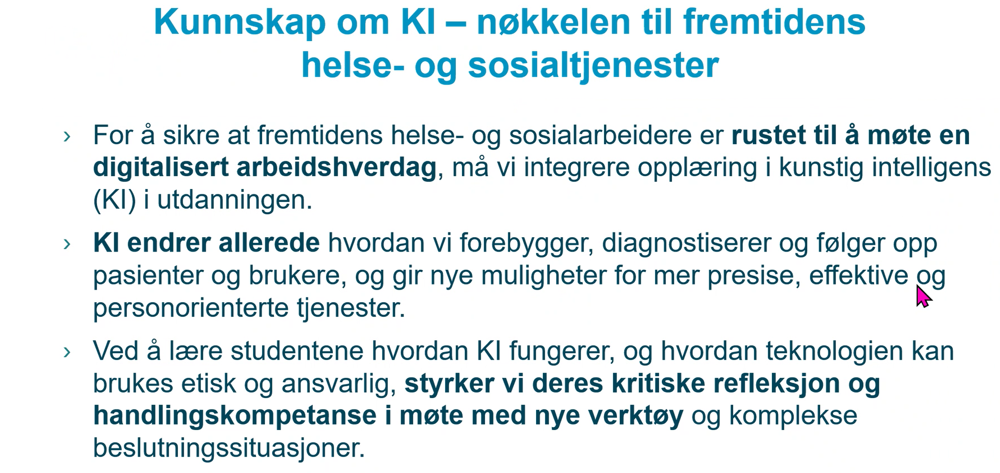 Kunnskap om KI – nøkkelen til fremtidens
helse- og sosialtjenester
› For å sikre at fremtidens helse- og sosialarbeidere er rustet til å møte en
digitalisert arbeidshverdag, må vi integrere opplæring i kunstig intelligens
(KI) i utdanningen.
› KI endrer allerede hvordan vi forebygger, diagnostiserer og følger opp
pasienter og brukere, og gir nye muligheter for mer presise, effektive og
personorienterte tjenester.
› Ved å lære studentene hvordan KI fungerer, og hvordan teknologien kan
brukes etisk og ansvarlig, styrker vi deres kritiske refleksjon og
handlingskompetanse i møte med nye verktøy og komplekse
beslutningssituasjoner.